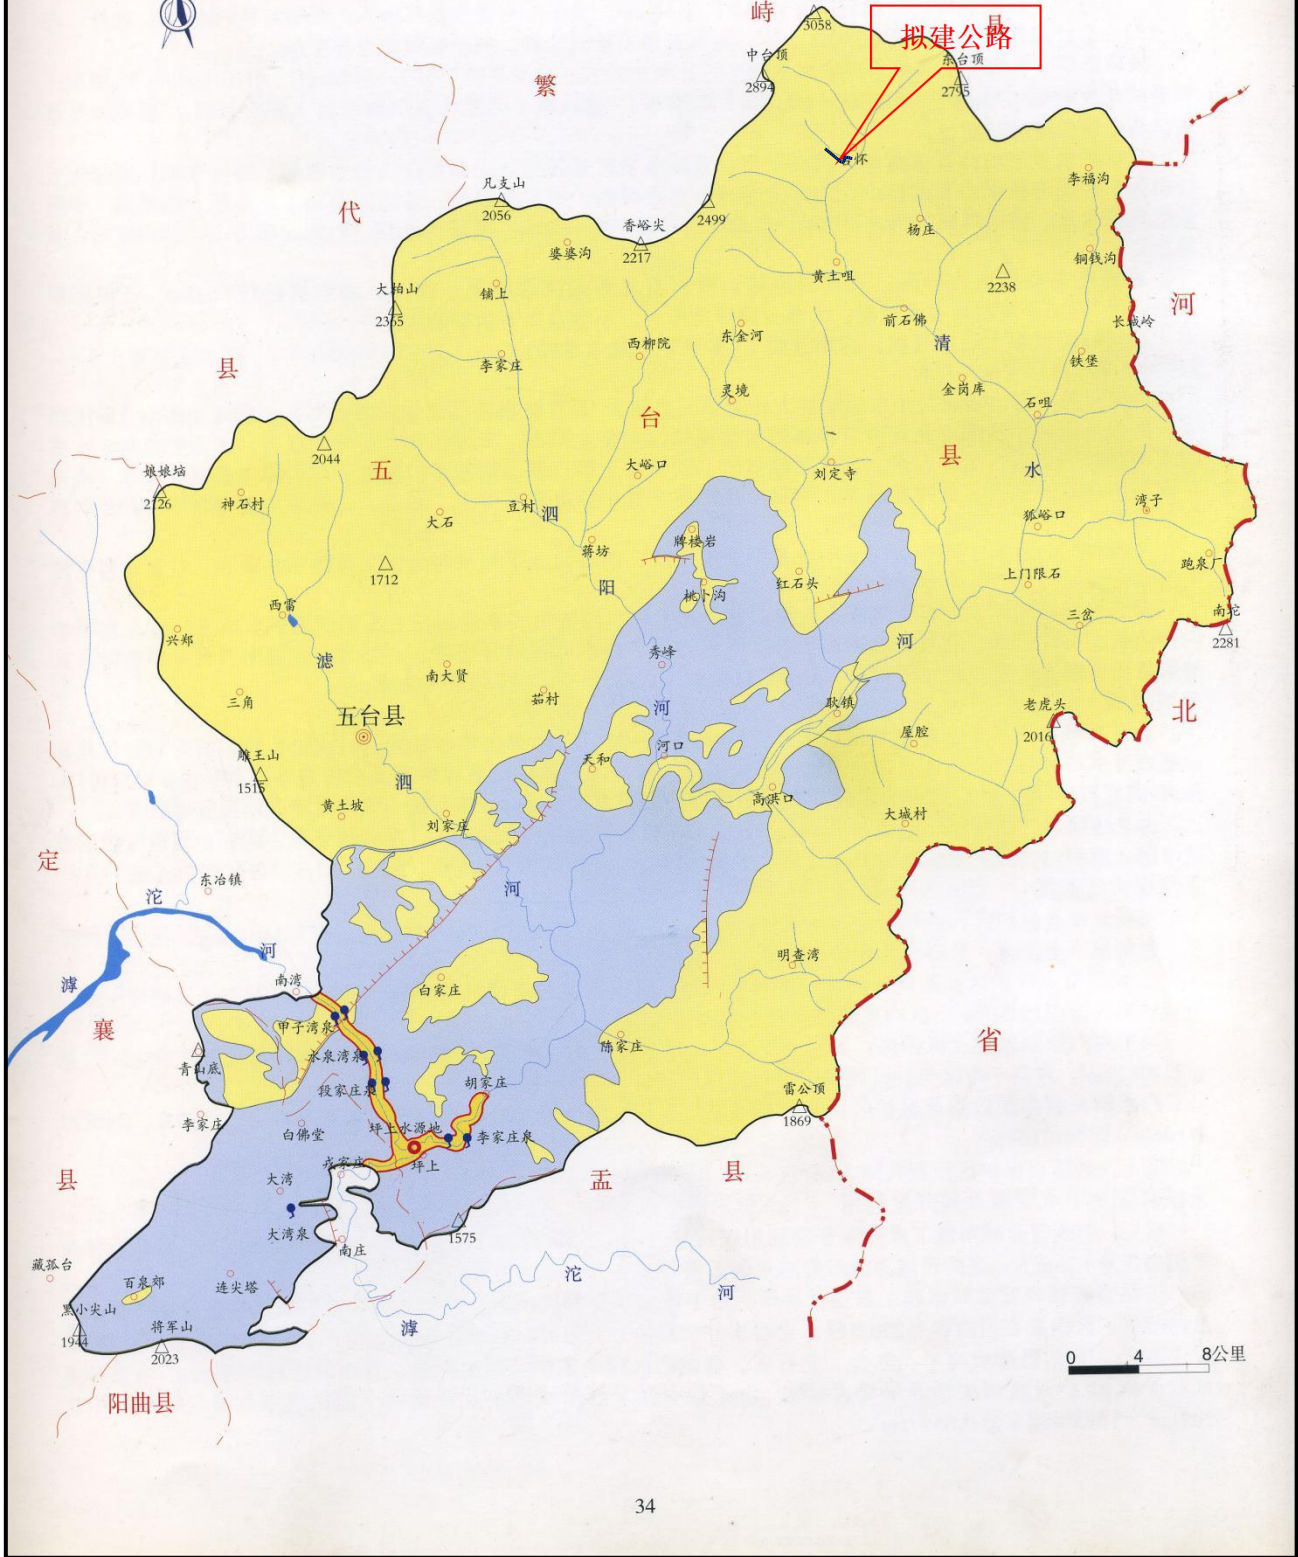 峙
县
3058
拟建公路
中台顶
2894
东台顶
2795
繁
台怀
李福沟
凡支山
2056
代
2499
香峪尖
2217
杨庄
婆婆沟
铜钱沟
黄土咀
2238
铺上
大柏山
2365
河
长城岭
前石佛
东金河
清
西柳院
铁堡
县
李家庄
金岗库
灵境
石咀
台
2044
县
五
大峪口
刘定寺
水
娘娘垴
2126
神石村
豆村
泗
湾子
大石
狐峪口
牌楼岩
蒋坊
跑泉厂
1712
阳
红石头
上门限石
桃卜沟
西雷
南坨
2281
三岔
兴郑
河
秀峰
滤
南大贤
茹村
三角
河
耿镇
老虎头
2016
北
五台县
屋腔
河口
雕王山
1515
天和
泗
高洪口
黄土坡
刘家庄
大城村
定
东冶镇
河
沱
河
明查湾
滹
南湾
白家庄
襄
甲子湾泉
省
水泉湾泉
陈家庄
青山底
段家庄泉
胡家庄
雷公顶
1869
李家庄
白佛堂
坪上水源地
李家庄泉
戎家庄
坪上
县
大湾
盂
县
大湾泉
南庄
1575
藏孤台
沱
百泉郊
连尖塔
河
黑小尖山
1944
将军山
2023
滹
0 4 8公里
阳曲县
34